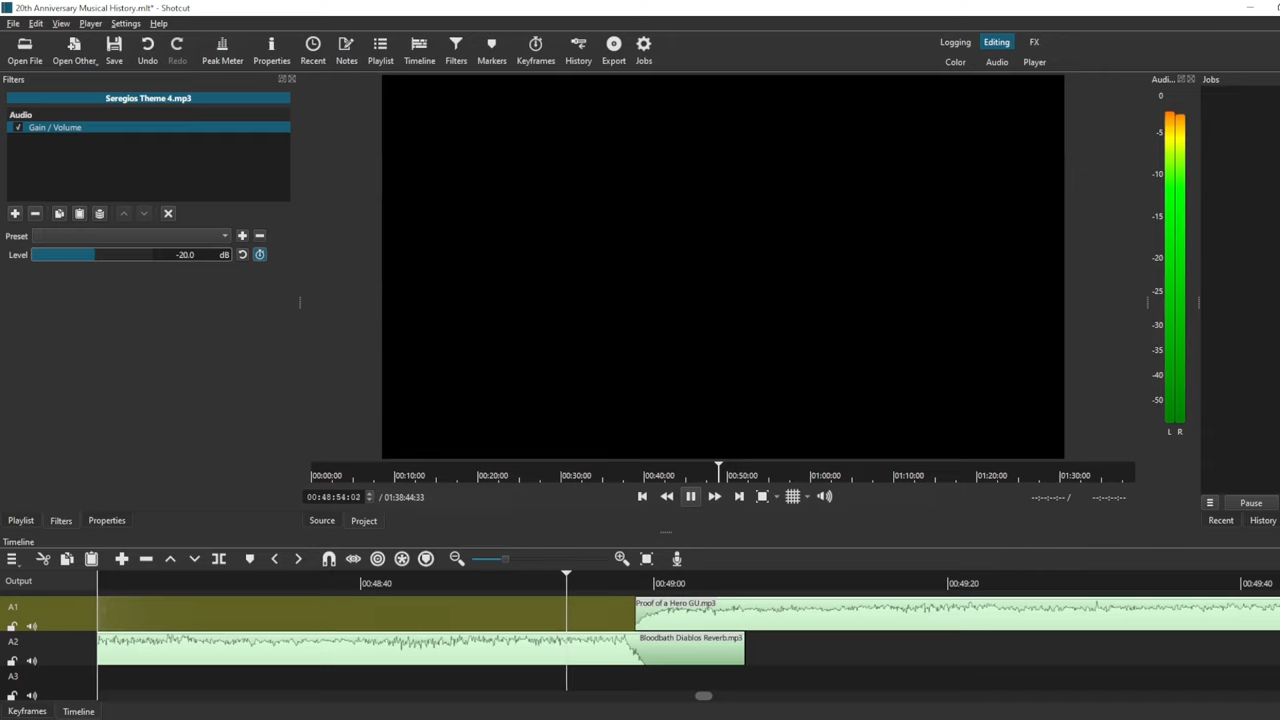 20th Anniversary Musical History.mlt* - Shotcut
File Edit View Player Settings Help
Open File Open Other.. Save Undo Redo Peak Meter Properties Recent Notes Playlist Timeline Filters Markers Keyframes History Export Jobs
Logging Editing FX
Color Audio Player
Filters
Audi...
Jobs
Seregios Theme 4.mp3
Audio
Gain / Volume
Preset
Level -20.0 dB
0
-5
-10
-15
-20
-25
-30
-35
-40
-50
L R
00:00:00 00:10:00 00:20:00 00:30:00 00:40:00 00:50:00 01:00:00 01:10:00 01:20:00 01:30:00
00:48:54:02 / 01:38:44:33
--:--:--:-- / --:--:--:--
Pause
Playlist Filters Properties
Source Project
Recent History
Timeline
Output
00:48:40 00:49:00 00:49:20 00:49:40
A1
Proof of a Hero GU.mp3
A2
Bloodbath Diablos Reverb.mp3
A3
Keyframes Timeline